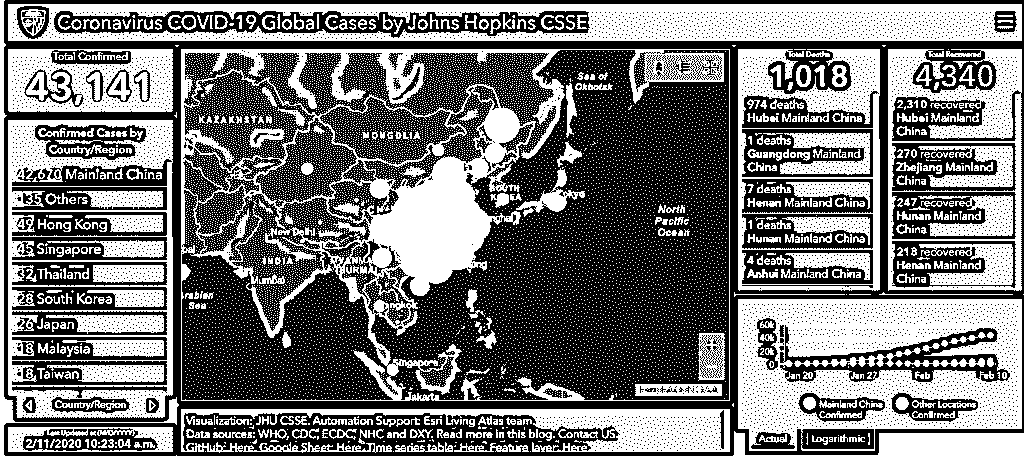 Coronavirus COVID-19 Global Cases by Johns Hopkins CSSE
Total Confirmed
43,141
Confirmed Cases by
Country/Region
42,670 Mainland China
135 Others
49 Hong Kong
45 Singapore
32 Thailand
28 South Korea
26 Japan
18 Malaysia
18 Taiwan
Country/Region
Last Updated at (M/D/YYYY)
2/11/2020 10:23:04 a.m.
Sea of
Okhotsk
KAZAKHSTAN
MONGOLIA
SOUTH
Tokyo
New Delhi
INDIA
Mumbai
North
Pacific
Ocean
Sea
Singapore
Jakarta
Visualization: JHU CSSE. Automation Support: Esri Living Atlas team.
Data sources: WHO, CDC, ECDC, NHC and DXY. Read more in this blog. Contact US.
GitHub: Here. Google Sheet: Here. Time series table: Here. Feature layer: Here
Total Deaths
1,018
974 deaths
Hubei Mainland China
1 deaths
Guangdong Mainland
China
7 deaths
Henan Mainland China
1 deaths
Hunan Mainland China
4 deaths
Anhui Mainland China
Total Recovered
4,340
2,310 recovered
Hubei Mainland
China
270 recovered
Zhejiang Mainland
China
247 recovered
Hunan Mainland
China
218 recovered
Henan Mainland
China
60k
40k
20k
0
Jan 20
Jan 27
Feb
Feb 10
Mainland China
Confirmed
Other Locations
Confirmed
Actual
Logarithmic